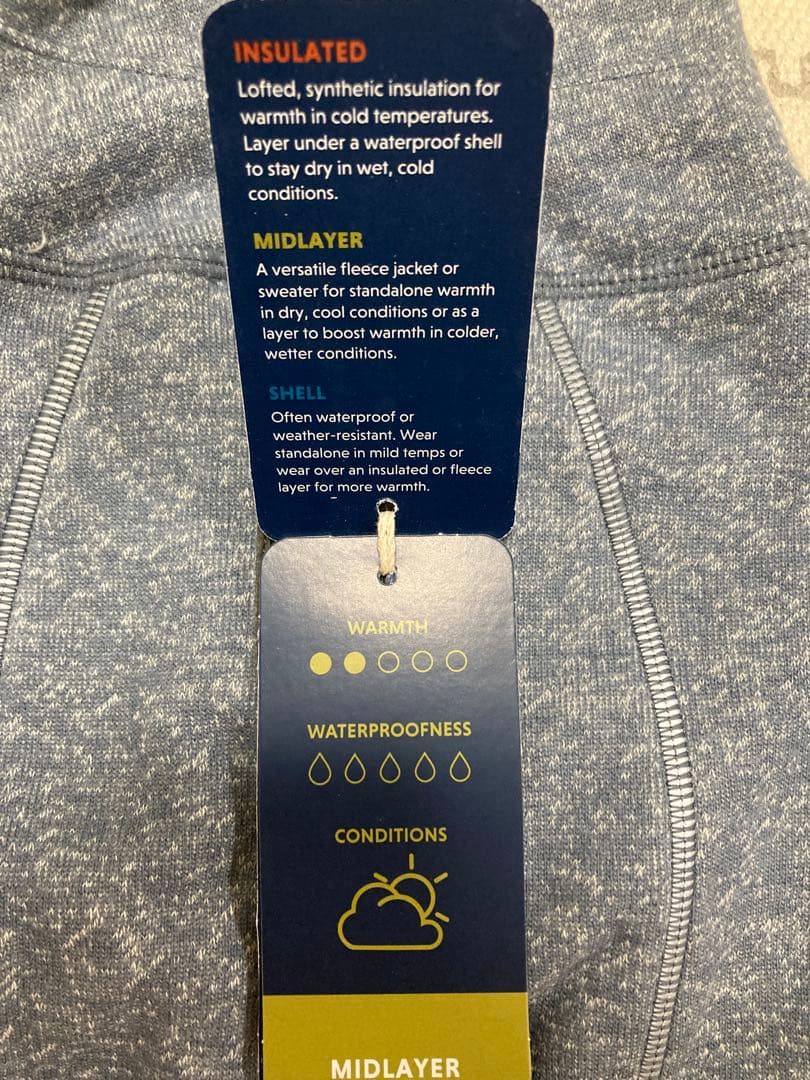 INSULATED
Lofted, synthetic insulation for
warmth in cold temperatures.
Layer under a waterproof shell
to stay dry in wet, cold
conditions.
MIDLAYER
A versatile fleece jacket or
sweater for standalone warmth
in dry, cool conditions or as a
layer to boost warmth in colder,
wetter conditions.
SHELL
Often waterproof or
weather-resistant. Wear
standalone in mild temps or
wear over an insulated or fleece
layer for more warmth.
WARMTH
WATERPROOFNESS
CONDITIONS
MIDLAYER